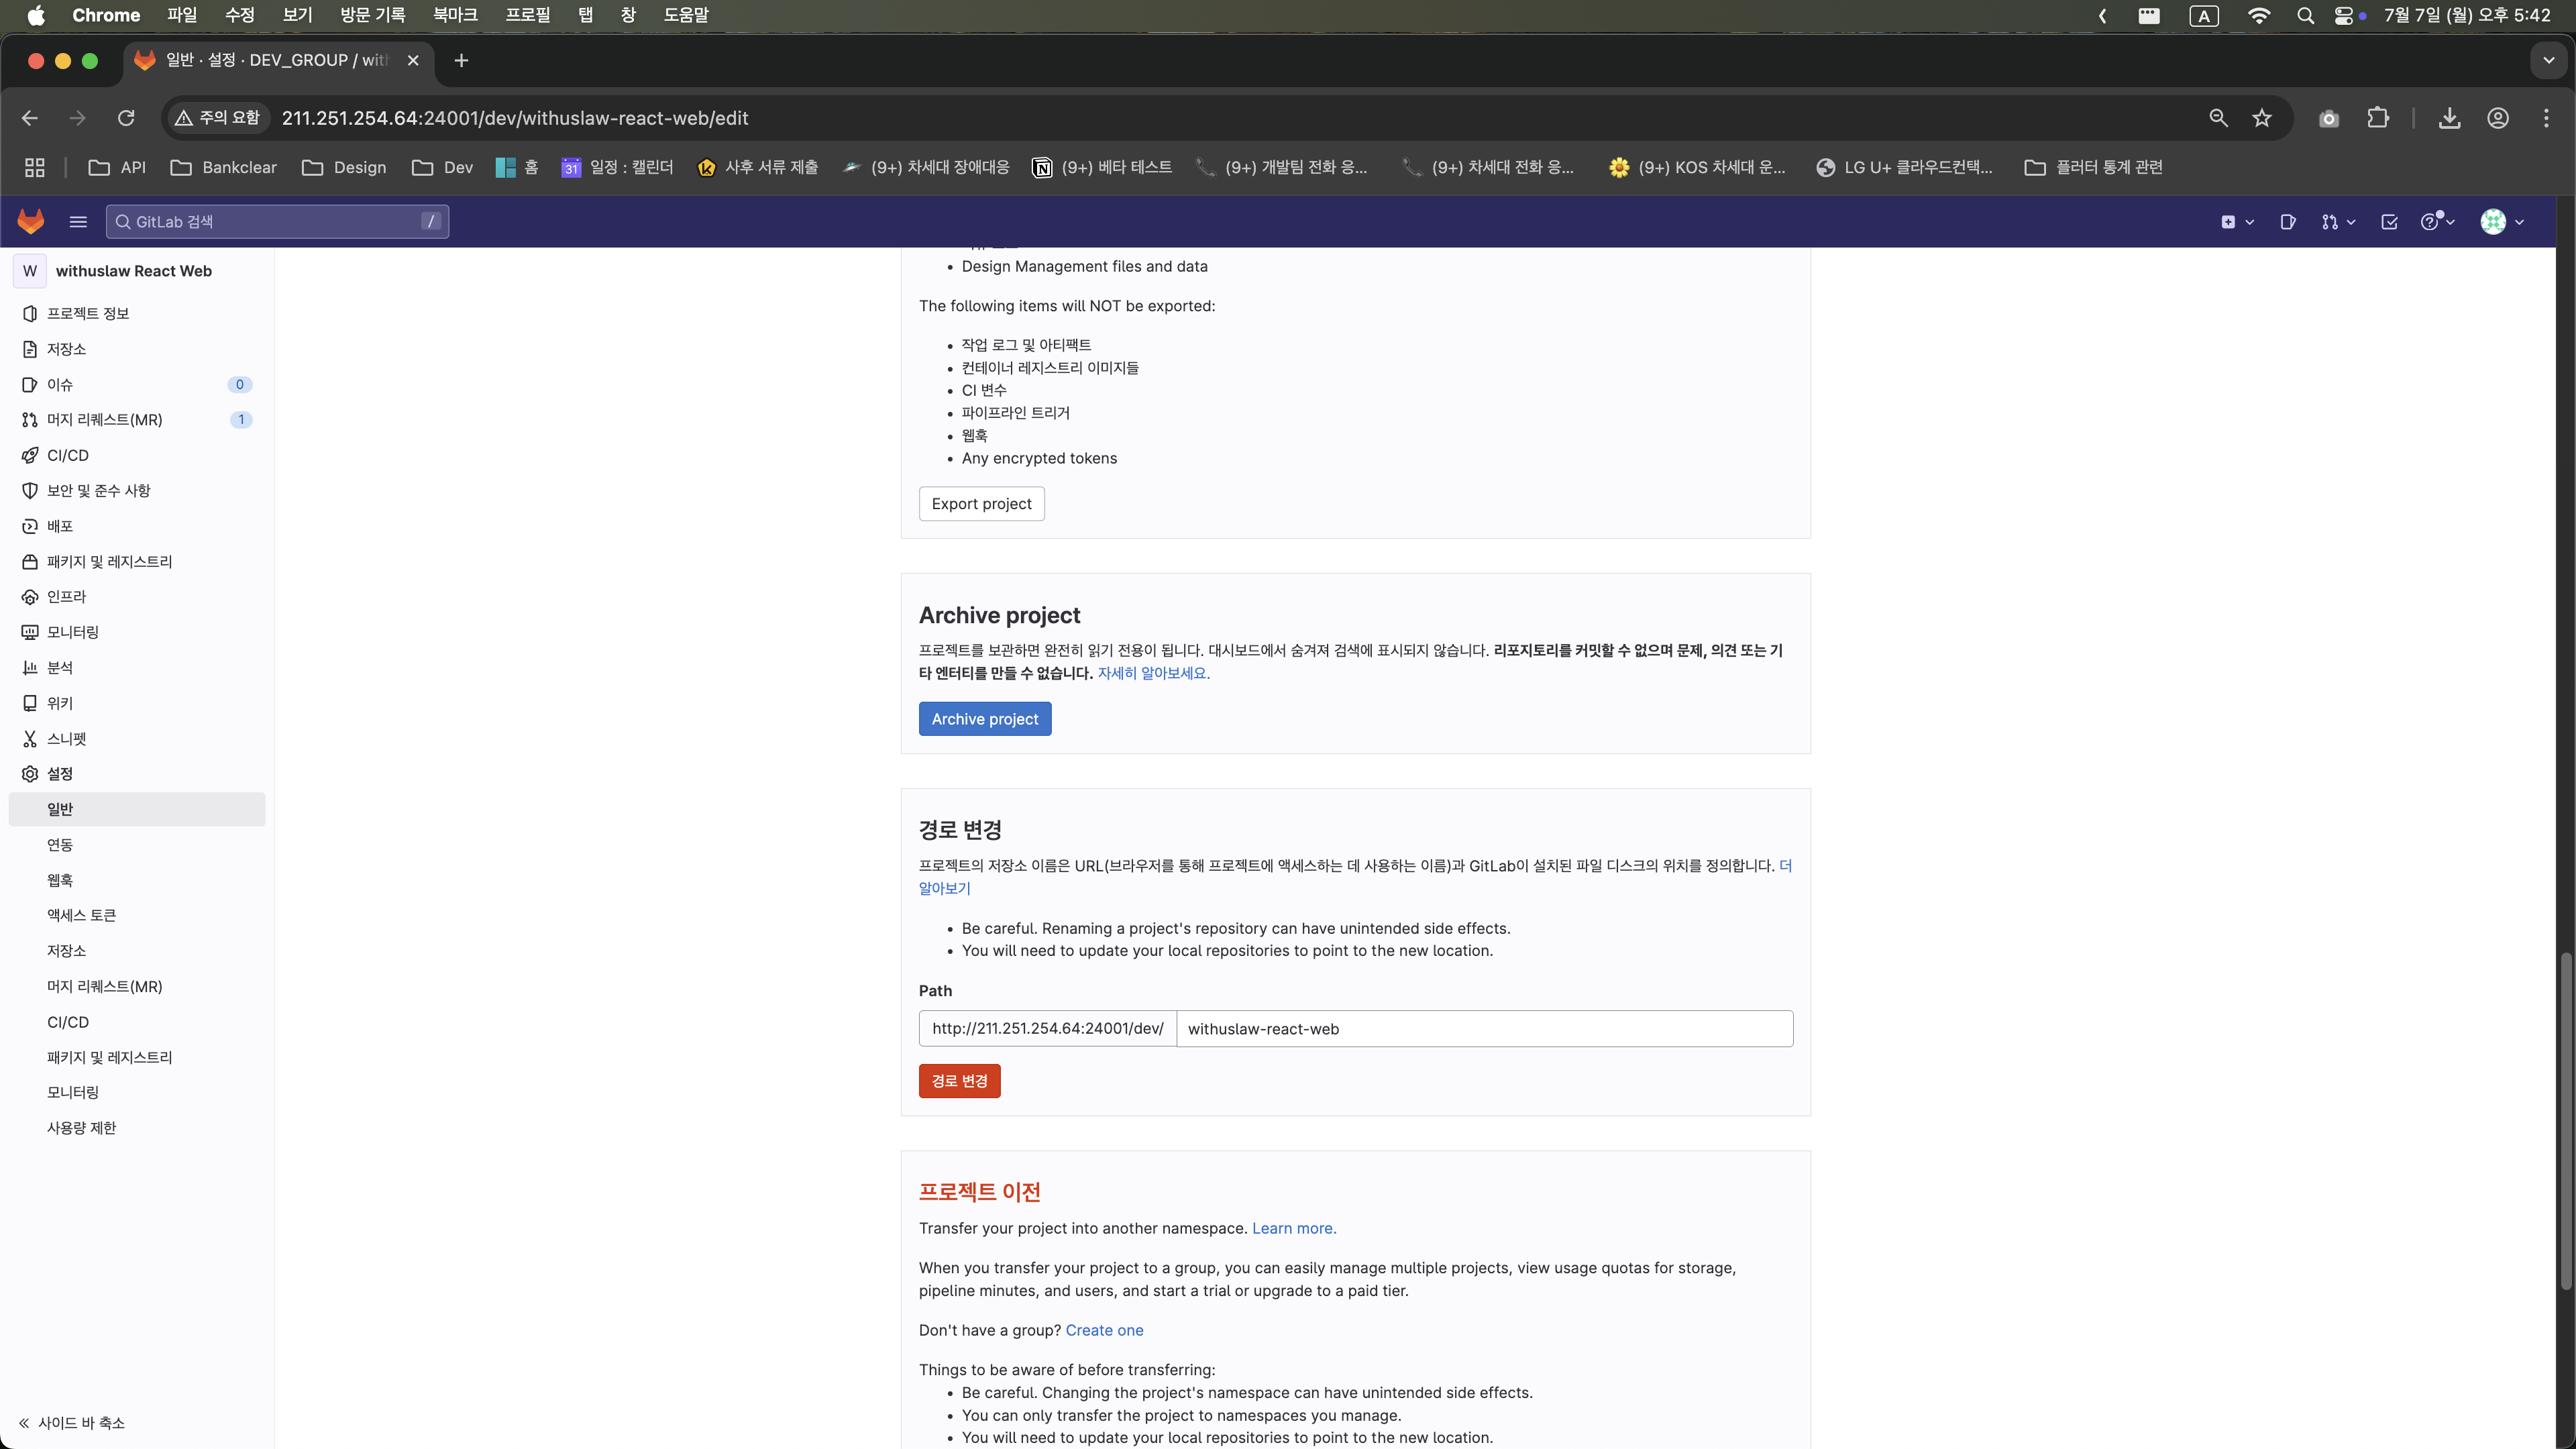 Chrome 파일 수정 보기 방문 기록 북마크 프로필 탭 창 도움말
A 7월 7일 (월) 오후 5:42
일반 · 설정 · DEV_GROUP / wit
주의 요함 211.251.254.64:24001/dev/withuslaw-react-web/edit
API Bankclear Design Dev 홈 31 일정 : 캘린더 사후 서류 제출 (9+) 차세대 장애대응 (9+) 베타 테스트 (9+) 개발팀 전화 응... (9+) 차세대 전화 응... (9+) KOS 차세대 운... LG U+ 클라우드컨택... 플러터 통계 관련
GitLab 검색 /
W withuslaw React Web
프로젝트 정보
저장소
이슈 0
머지 리퀘스트(MR) 1
CI/CD
보안 및 준수 사항
배포
패키지 및 레지스트리
인프라
모니터링
분석
위키
스니펫
설정
일반
연동
웹훅
액세스 토큰
저장소
머지 리퀘스트(MR)
CI/CD
패키지 및 레지스트리
모니터링
사용량 제한
사이드 바 축소
Design Management files and data
The following items will NOT be exported:
작업 로그 및 아티팩트
컨테이너 레지스트리 이미지들
CI 변수
파이프라인 트리거
웹훅
Any encrypted tokens
Export project
Archive project
프로젝트를 보관하면 완전히 읽기 전용이 됩니다. 대시보드에서 숨겨져 검색에 표시되지 않습니다. 리포지토리를 커밋할 수 없으며 문제, 의견 또는 기
타 엔터티를 만들 수 없습니다. 자세히 알아보세요.
Archive project
경로 변경
프로젝트의 저장소 이름은 URL(브라우저를 통해 프로젝트에 액세스하는 데 사용하는 이름)과 GitLab이 설치된 파일 디스크의 위치를 정의합니다. 더
알아보기
Be careful. Renaming a project's repository can have unintended side effects.
You will need to update your local repositories to point to the new location.
Path
http://211.251.254.64:24001/dev/ withuslaw-react-web
경로 변경
프로젝트 이전
Transfer your project into another namespace. Learn more.
When you transfer your project to a group, you can easily manage multiple projects, view usage quotas for storage,
pipeline minutes, and users, and start a trial or upgrade to a paid tier.
Don't have a group? Create one
Things to be aware of before transferring:
Be careful. Changing the project's namespace can have unintended side effects.
You can only transfer the project to namespaces you manage.
You will need to update your local repositories to point to the new location.